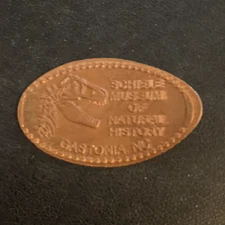 SCHIELE
MUSEUM
OF
NATURAL
HISTORY
GASTONIA NC